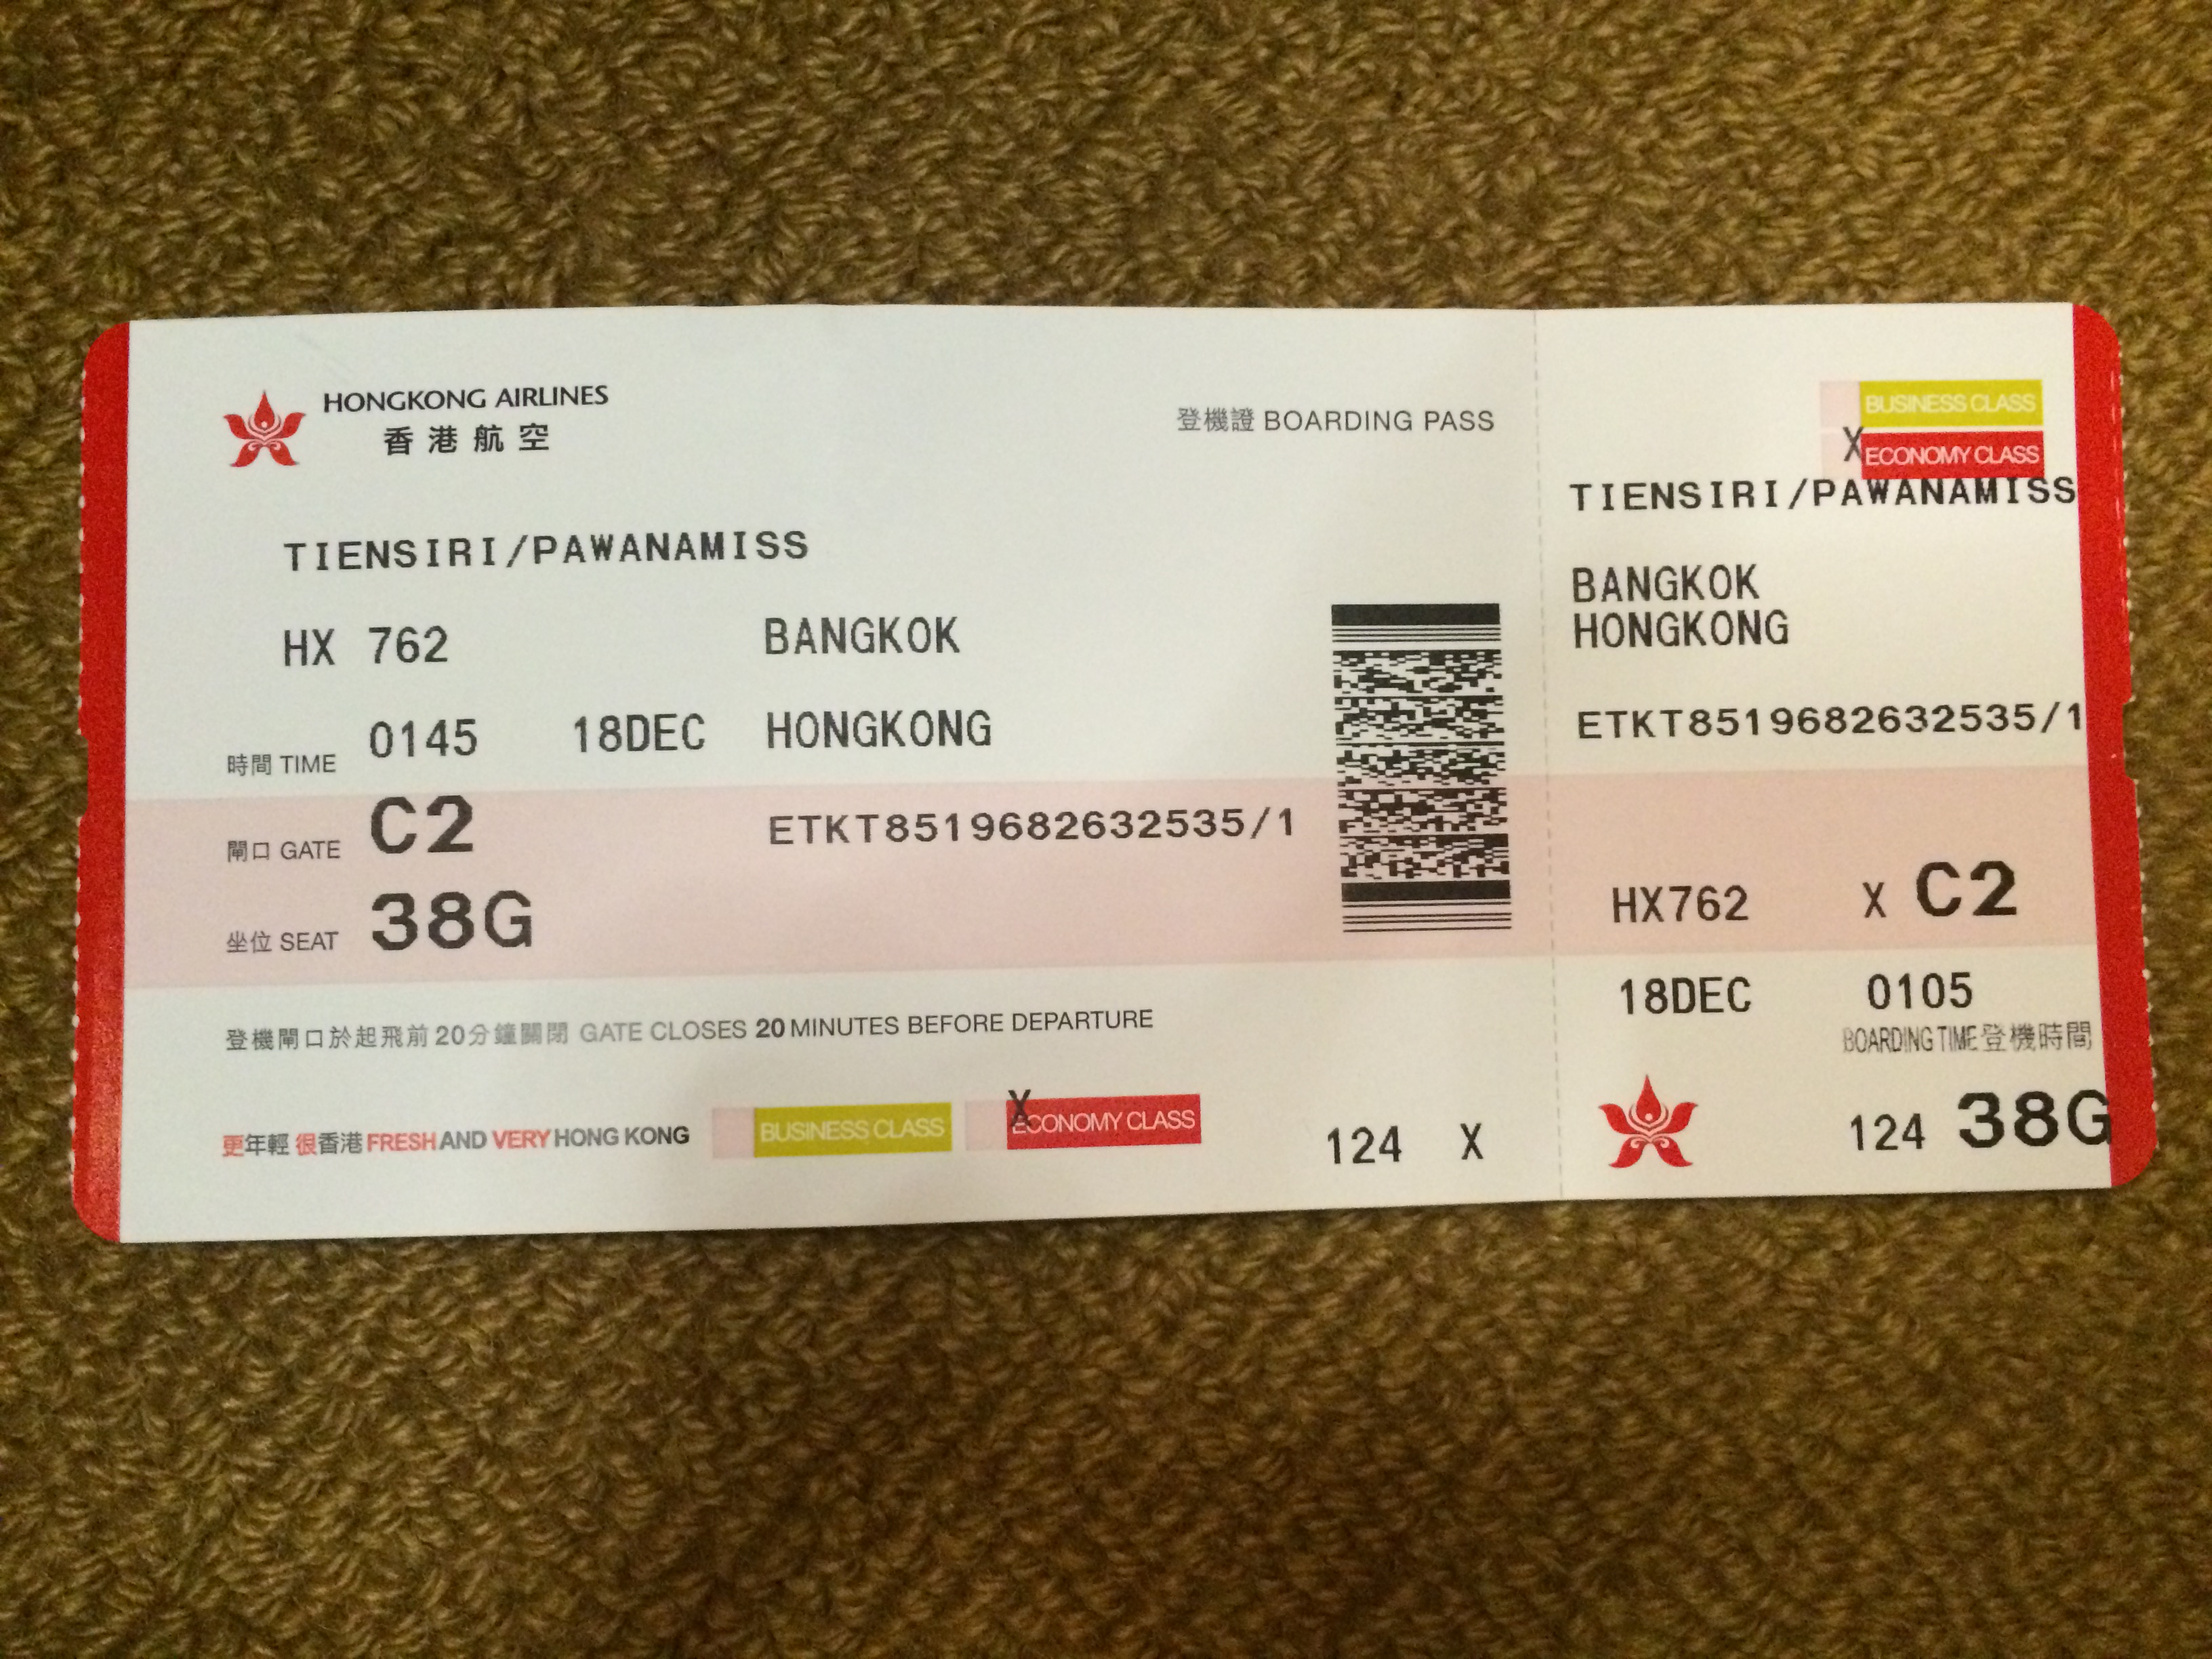 HONGKONG AIRLINES
香港航空
登機證 BOARDING PASS
TIENSIRI/PAWANAMISS
HX 762 BANGKOK
時間 TIME 0145 18DEC HONGKONG
閘口 GATE C2 ETKT8519682632535/1
坐位 SEAT 38G
登機閘口於起飛前20分鐘關閉 GATE CLOSES 20 MINUTES BEFORE DEPARTURE
更年輕 很香港 FRESH AND VERY HONG KONG BUSINESS CLASS X ECONOMY CLASS 124 X
BUSINESS CLASS
X ECONOMY CLASS
TIENSIRI/PAWANAMISS
BANGKOK
HONGKONG
ETKT8519682632535/1
HX762 X C2
18DEC 0105
BOARDING TIME 登機時間
124 38G